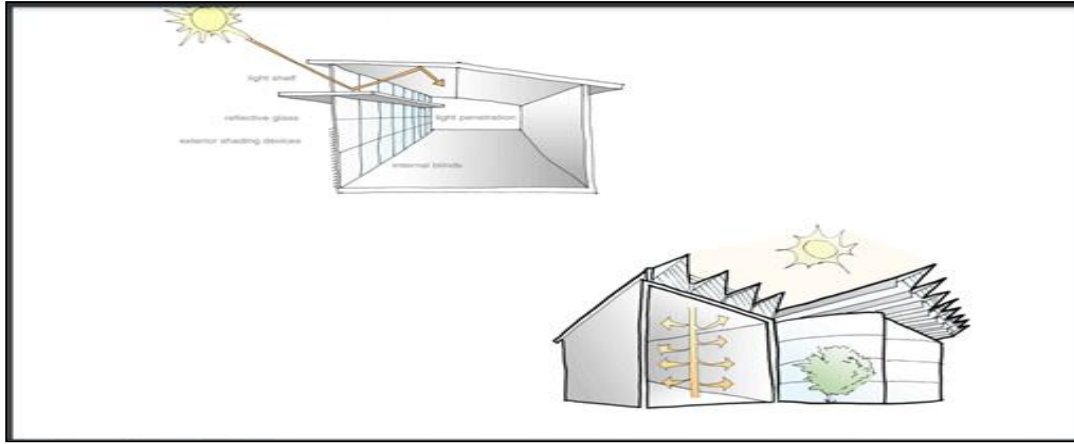 light shelf
reflective glass
light penetration
exterior shading devices
internal blinds